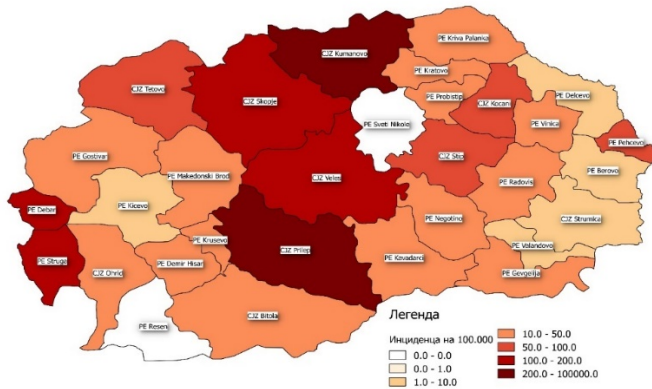 PE Kriva Palanka
CJZ Kumanovo
PE Kratovo
CJZ Tetovo
CJZ Skopje
PE Probistip
CJZ Kocani
PE Delcevo
PE Sveti Nikole
PE Vinica
PE Pehcevo
PE Gostivar
CJZ Stip
PE Makedonski Brod
CJZ Veles
PE Berovo
PE Radovis
PE Kicevo
PE Debar
PE Negotino
CJZ Strumica
PE Krusevo
CJZ Prilep
PE Valandovo
PE Struga
PE Kavadarci
CJZ Ohrid
PE Demir Hisar
PE Gevgelija
CJZ Bitola
PE Resen
Легенда
Инциденца на 100.000
0.0 - 0.0
0.0 - 1.0
1.0 - 10.0
10.0 - 50.0
50.0 - 100.0
100.0 - 200.0
200.0 - 100000.0